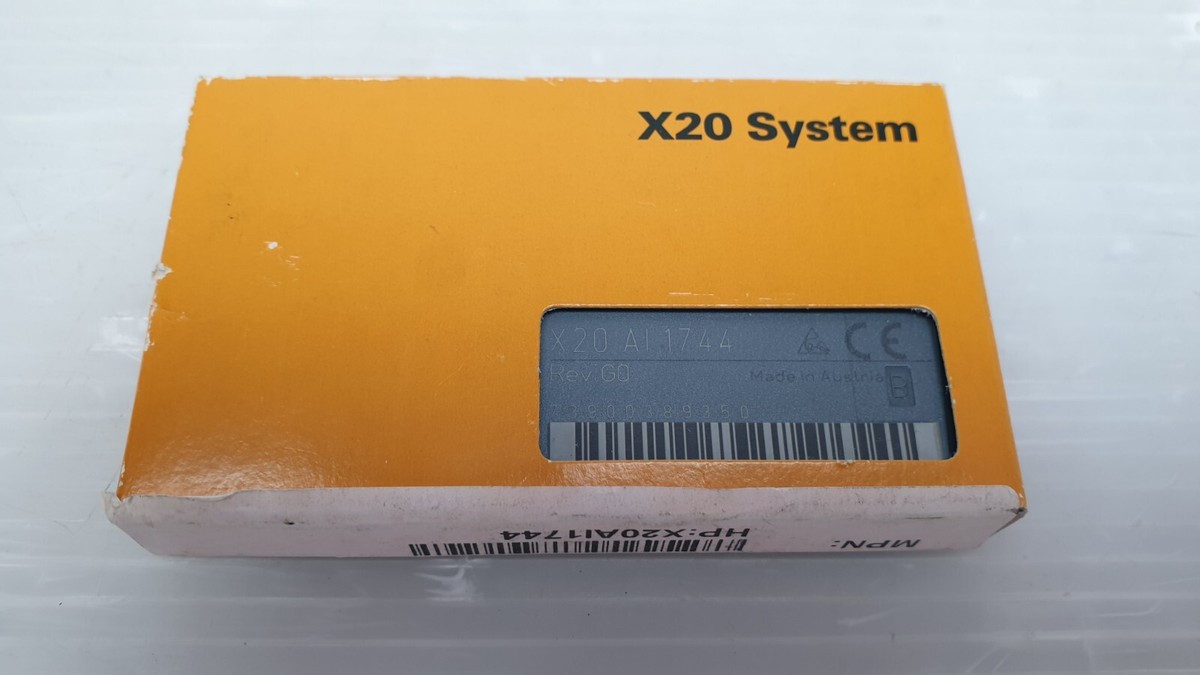 X20 System
X20 AI 1744
CE
Rev. G0
Made in Austria
MPN:
HP:X20AI1744